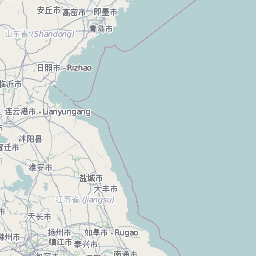 安丘市
高密市
即墨市
青岛市
山东省 (Shandong)
日照市 - Rizhao
临沂市
连云港市 - Lianyungang
沭阳县
宿迁市
淮安市
盐城市
大丰市
江苏省 (Jiangsu)
天长市
扬州市
如皋市 - Rugao
滁州市
镇江市
泰兴市
南通市